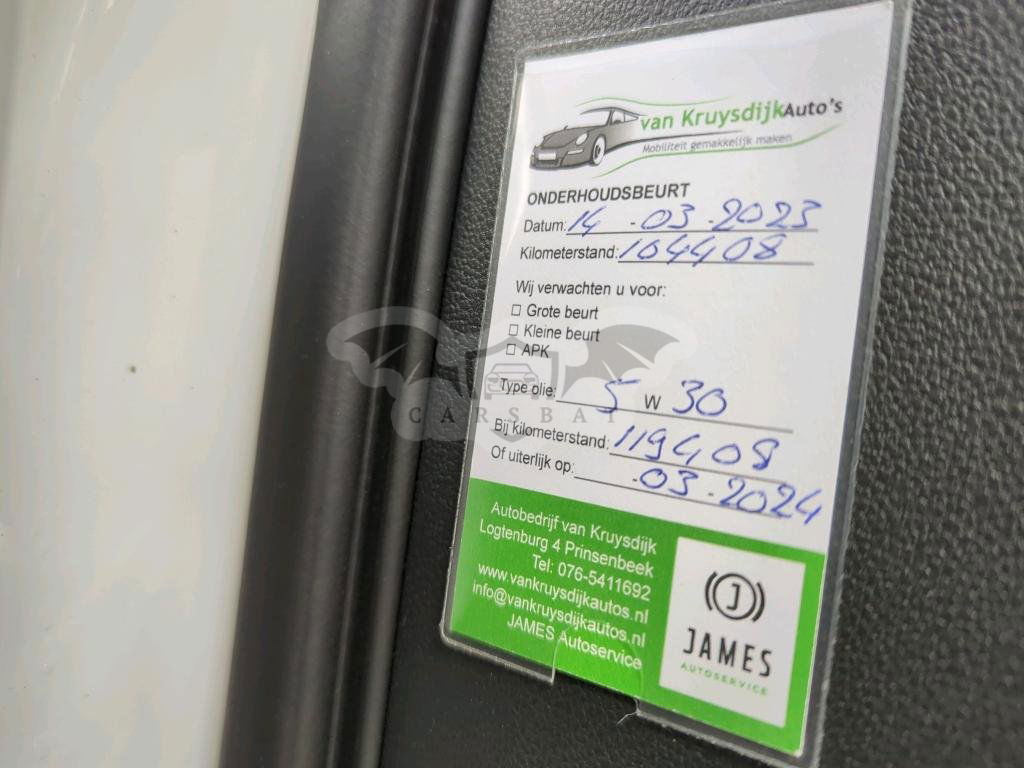 van Kruysdijk Auto's
Mobiliteit gemakkelijk maken
ONDERHOUDSBEURT
Datum: 14 -03-2023
Kilometerstand: 104408
Wij verwachten u voor:
Grote beurt
Kleine beurt
APK
Type olie: 5 W 30
CARSBAT
Bij kilometerstand: 119408
Of uiterlijk op: -03-2024
Autobedrijf van Kruysdijk
Logtenburg 4 Prinsenbeek
Tel: 076-5411692
www.vankruysdijkautos.nl
info@vankruysdijkautos.nl
JAMES Autoservice
J
JAMES
AUTOSERVICE